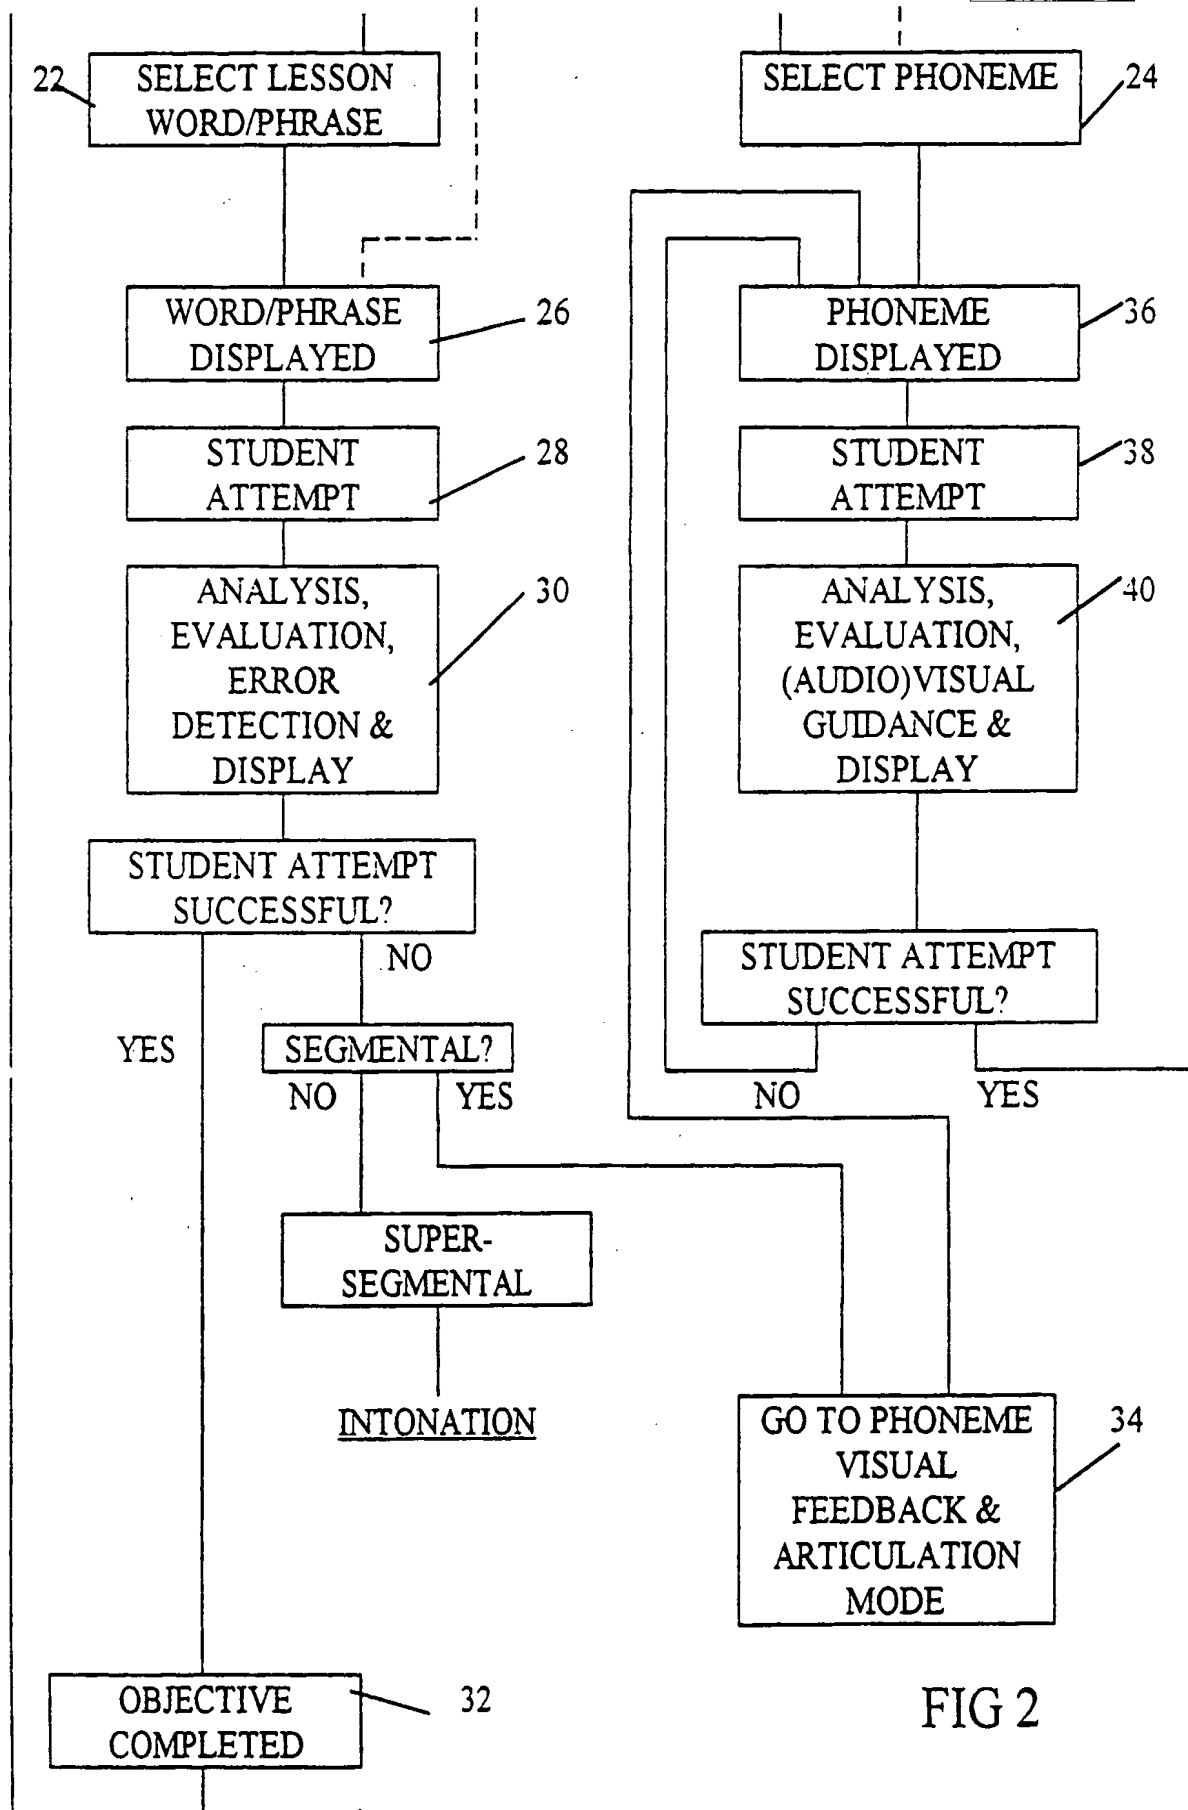 22
SELECT LESSON
WORD/PHRASE
SELECT PHONEME
24
WORD/PHRASE
DISPLAYED
26
PHONEME
DISPLAYED
36
STUDENT
ATTEMPT
28
STUDENT
ATTEMPT
38
ANALYSIS,
EVALUATION,
ERROR
DETECTION &
DISPLAY
30
ANALYSIS,
EVALUATION,
(AUDIO)VISUAL
GUIDANCE &
DISPLAY
40
STUDENT ATTEMPT
SUCCESSFUL?
NO
STUDENT ATTEMPT
SUCCESSFUL?
YES
SEGMENTAL?
NO
YES
NO
YES
SUPER-
SEGMENTAL
INTONATION
GO TO PHONEME
VISUAL
FEEDBACK &
ARTICULATION
MODE
34
OBJECTIVE
COMPLETED
32
FIG 2